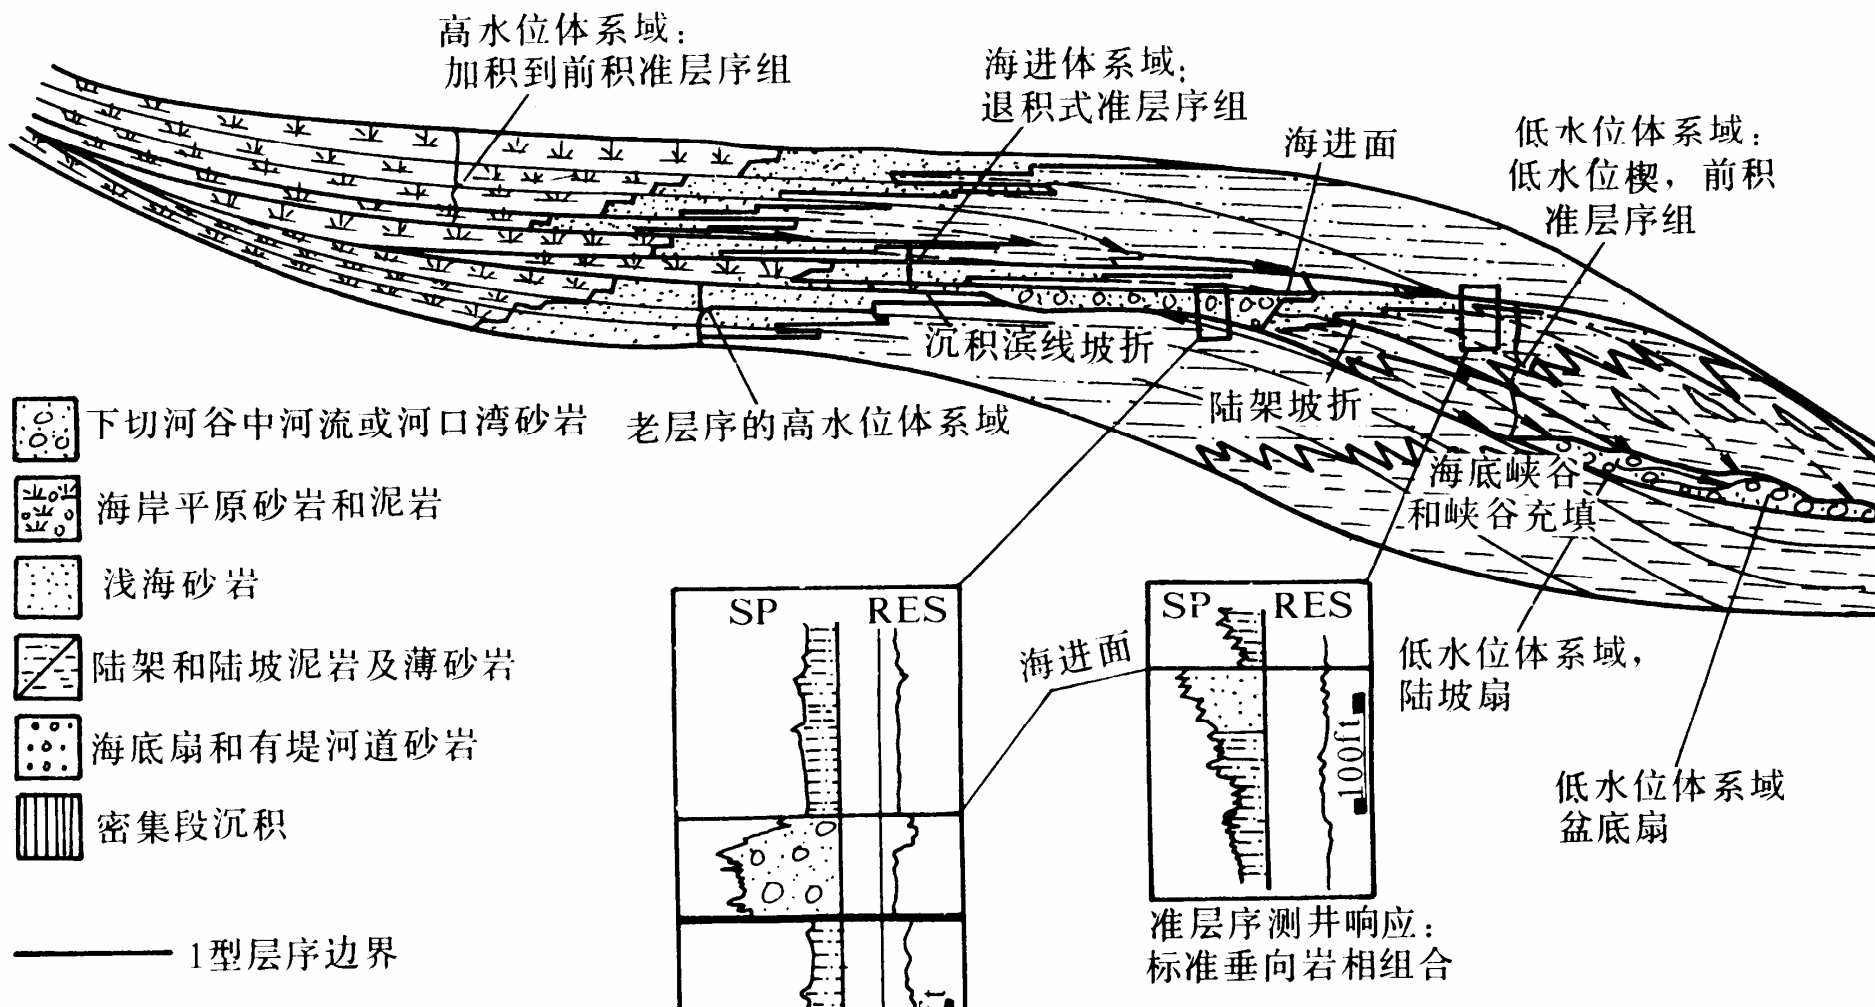 高水位体系域：
加积到前积准层序组
海进体系域；
退积式准层序组
海进面
低水位体系域：
低水位楔，前积
准层序组
沉积滨线坡折
陆架坡折
老层序的高水位体系域
海底峡谷
和峡谷充填
下切河谷中河流或河口湾砂岩
海岸平原砂岩和泥岩
浅海砂岩
陆架和陆坡泥岩及薄砂岩
海底扇和有堤河道砂岩
密集段沉积
1型层序边界
SP RES
海进面
SP RES
100ft
低水位体系域，
陆坡扇
低水位体系域
盆底扇
准层序测井响应：
标准垂向岩相组合